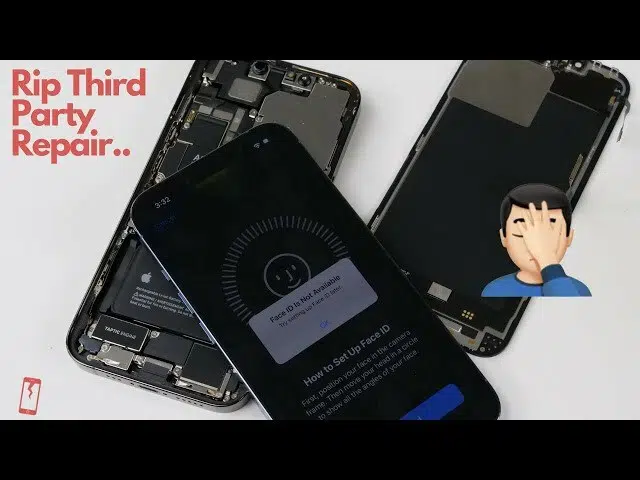 Rip Third
Party
Repair..
3:32
Face ID Is Not Available
Try setting up Face ID later.
OK
How to Set Up Face ID
First, position your face in the camera
frame. Then move your head in a circle
to show all the angles of your face.
TAPTIC ENGINE